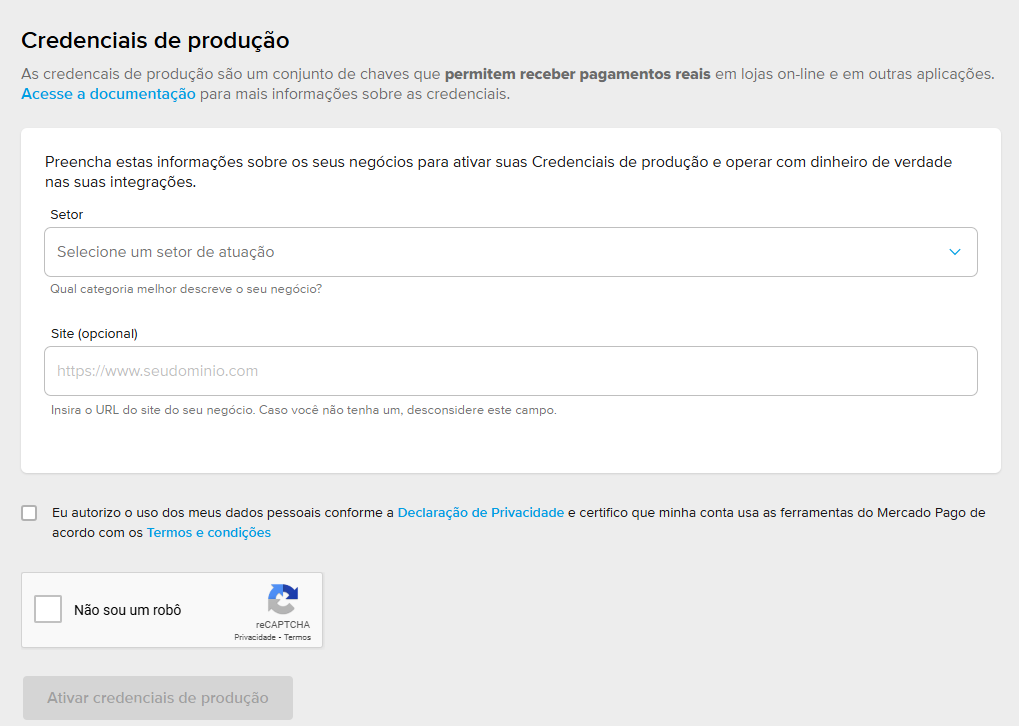 Credenciais de produção
As credencais de produção são um conjunto de chaves que permitem receber pagamentos reais em lojas on-line e em outras aplicações.
Acesse a documentação para mais informações sobre as credenciais.
Preencha estas informações sobre os seus negócios para ativar suas Credenciais de produção e operar com dinheiro de verdade
nas suas integrações.
Setor
Selecione um setor de atuação
Qual categoria melhor descreve o seu negócio?
Site (opcional)
https://www.seudominio.com
Insira o URL do site do seu negócio. Caso você não tenha um, desconsidere este campo.
Eu autorizo o uso dos meus dados pessoais conforme a Declaração de Privacidade e certifico que minha conta usa as ferramentas do Mercado Pago de
acordo com os Termos e condições
Não sou um robô
reCAPTCHA
Privacidade - Termos
Ativar credenciais de produção